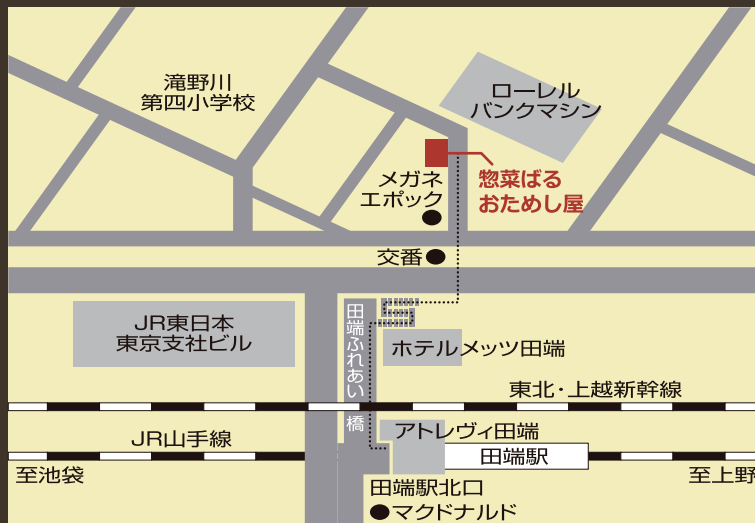 滝野川
第四小学校
ローレル
バンクマシン
メガネ
エポック
惣菜ばる
おためし屋
交番
JR東日本
東京支社ビル
田端ふれあい橋
ホテルメッツ田端
東北・上越新幹線
JR山手線
アトレヴィ田端
田端駅
至池袋
至上野
田端駅北口
マクドナルド